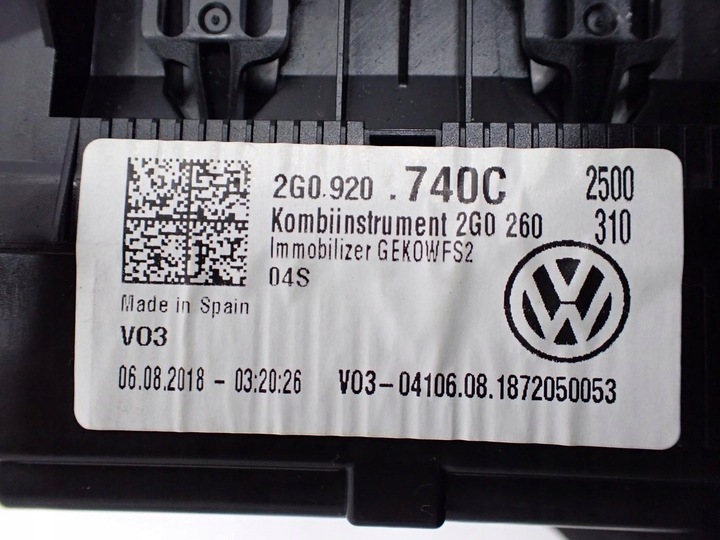 2G0.920 .740C 2500
Kombiinstrument 2G0 260 310
Immobilizer GEKOWFS2
04S
Made in Spain
V03
06.08.2018 - 03:20:26 V03-04106.08.1872050053